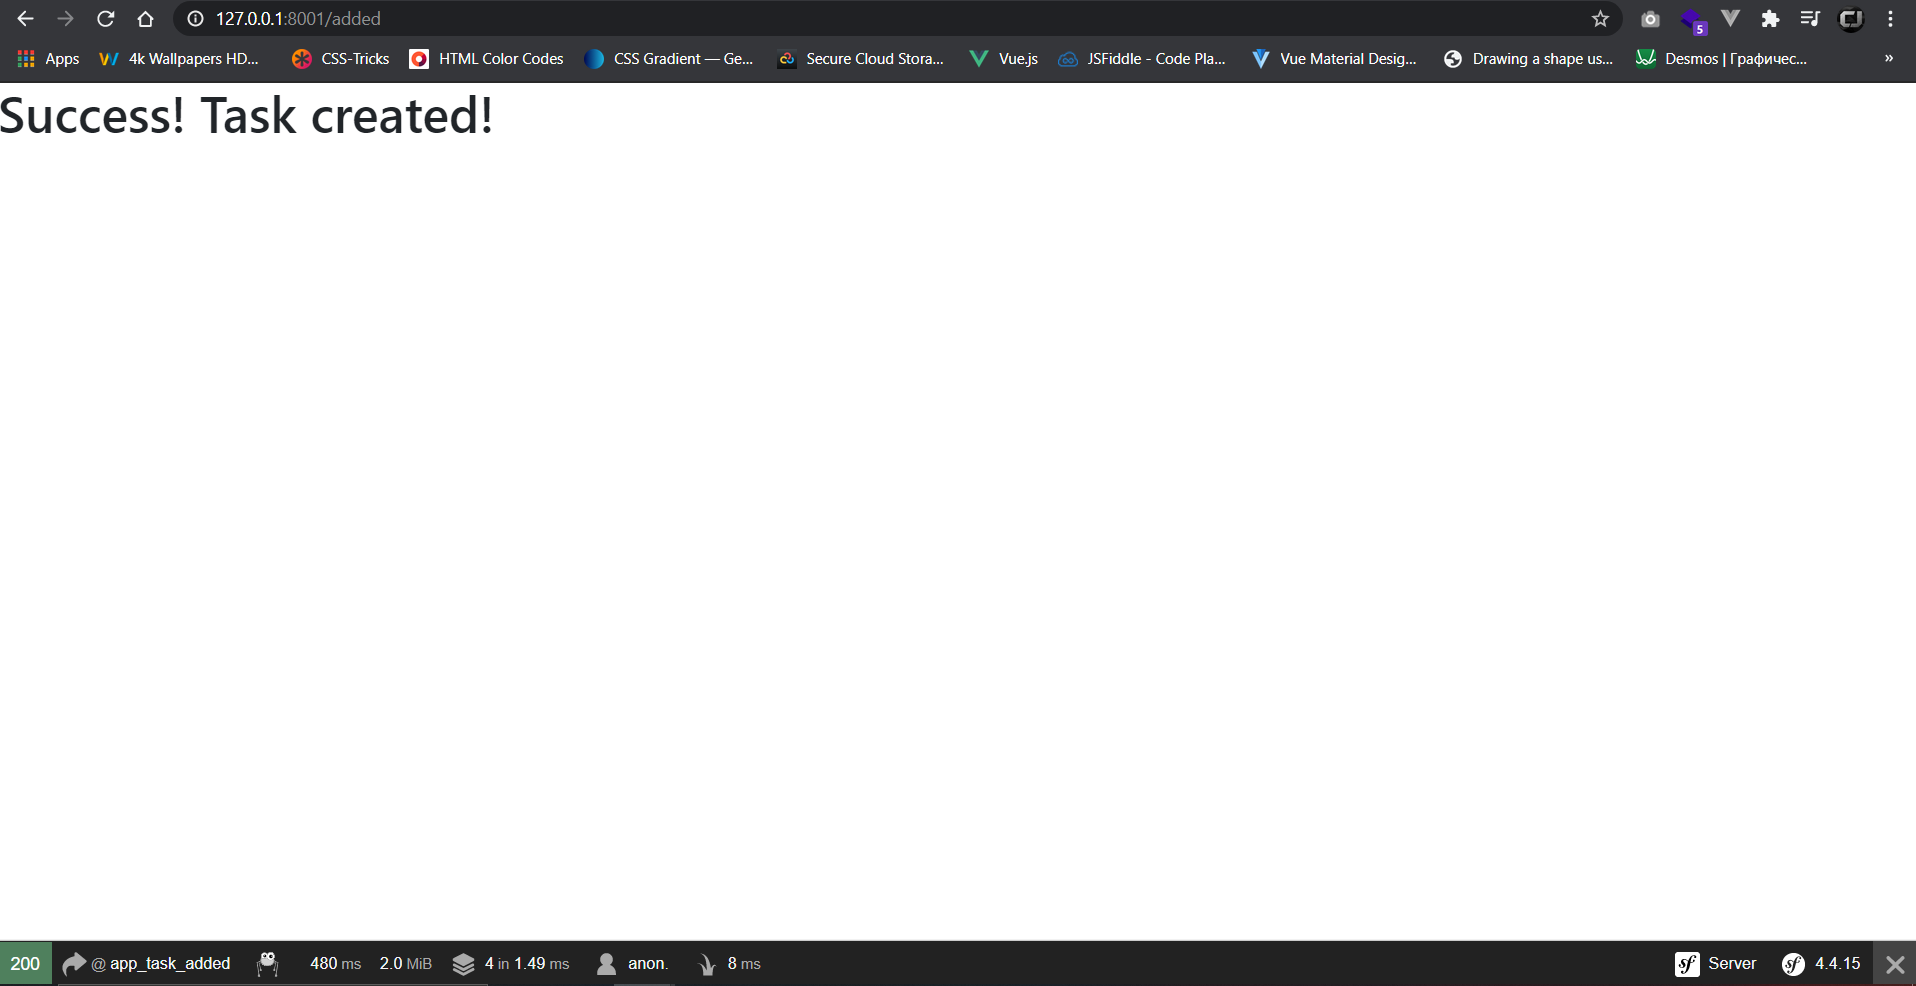 127.0.0.1:8001/added
5
Apps 4k Wallpapers HD... CSS-Tricks HTML Color Codes CSS Gradient — Ge... Secure Cloud Stora... Vue.js JSFiddle - Code Pla... Vue Material Desig... Drawing a shape us... Desmos | Графичес... »
Success! Task created!
200 @ app_task_added 480 ms 2.0 MiB 4 in 1.49 ms anon. 8 ms sf Server sf 4.4.15